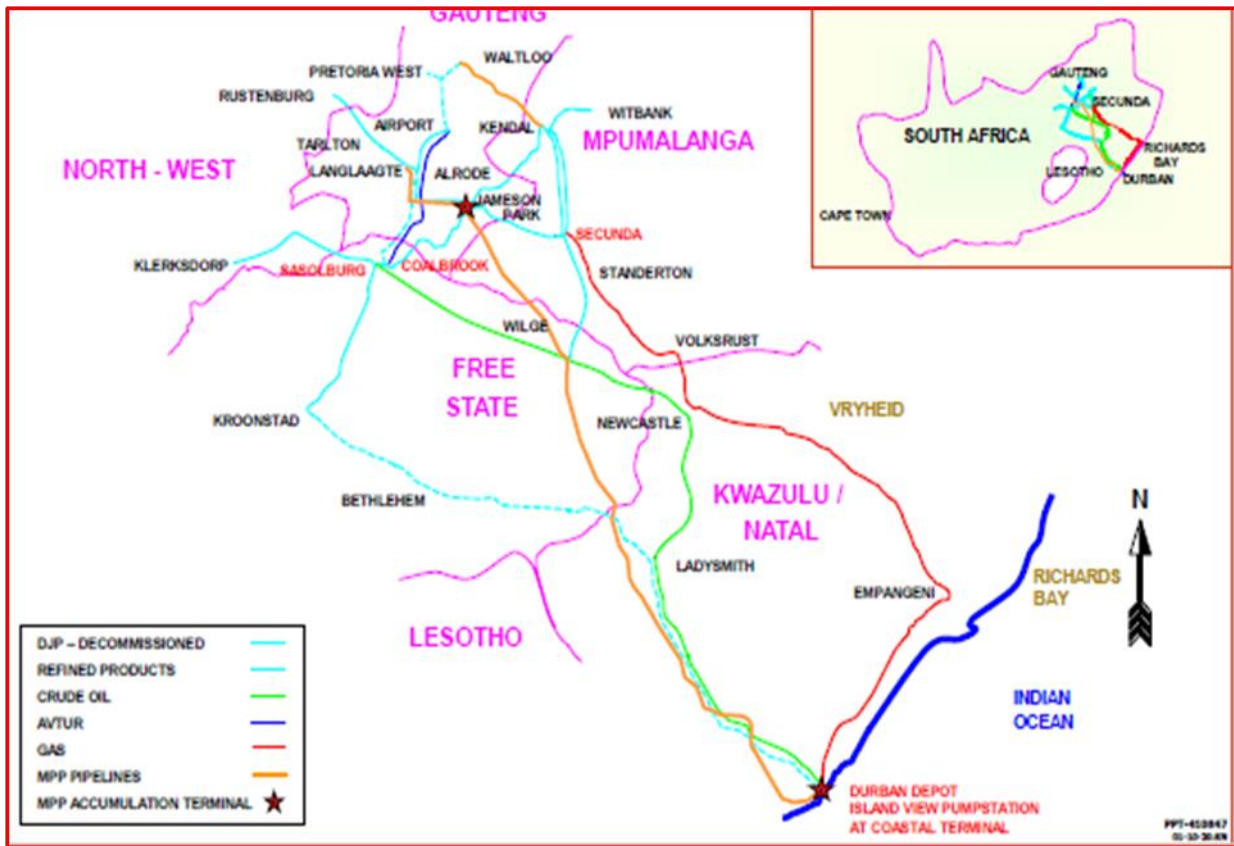 GAUTENG
WALTLOO
PRETORIA WEST
RUSTENBURG
WITBANK
AIRPORT
KENDAL
MPUMALANGA
TARLTON
NORTH - WEST
LANGLAAGTE
ALRODE
JAMESON
PARK
SECUNDA
KLERKSDORP
SASOLBURG
COALBROOK
STANDERTON
WILGE
VOLKSRUST
FREE
STATE
VRYHEID
KROONSTAD
NEWCASTLE
BETHLEHEM
KWAZULU /
NATAL
LADYSMITH
EMPANGENI
RICHARDS
BAY
LESOTHO
INDIAN
OCEAN
DURBAN DEPOT
ISLAND VIEW PUMPSTATION
AT COASTAL TERMINAL
N
GAUTENG
SECUNDA
SOUTH AFRICA
RICHARDS
BAY
LESOTHO
DURBAN
CAPE TOWN
DJP – DECOMMISSIONED
REFINED PRODUCTS
CRUDE OIL
AVTUR
GAS
MPP PIPELINES
MPP ACCUMULATION TERMINAL